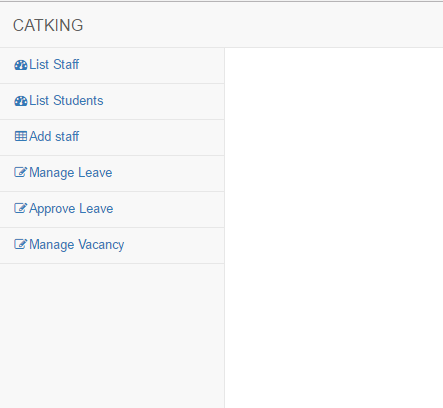 CATKING
List Staff
List Students
Add staff
Manage Leave
Approve Leave
Manage Vacancy